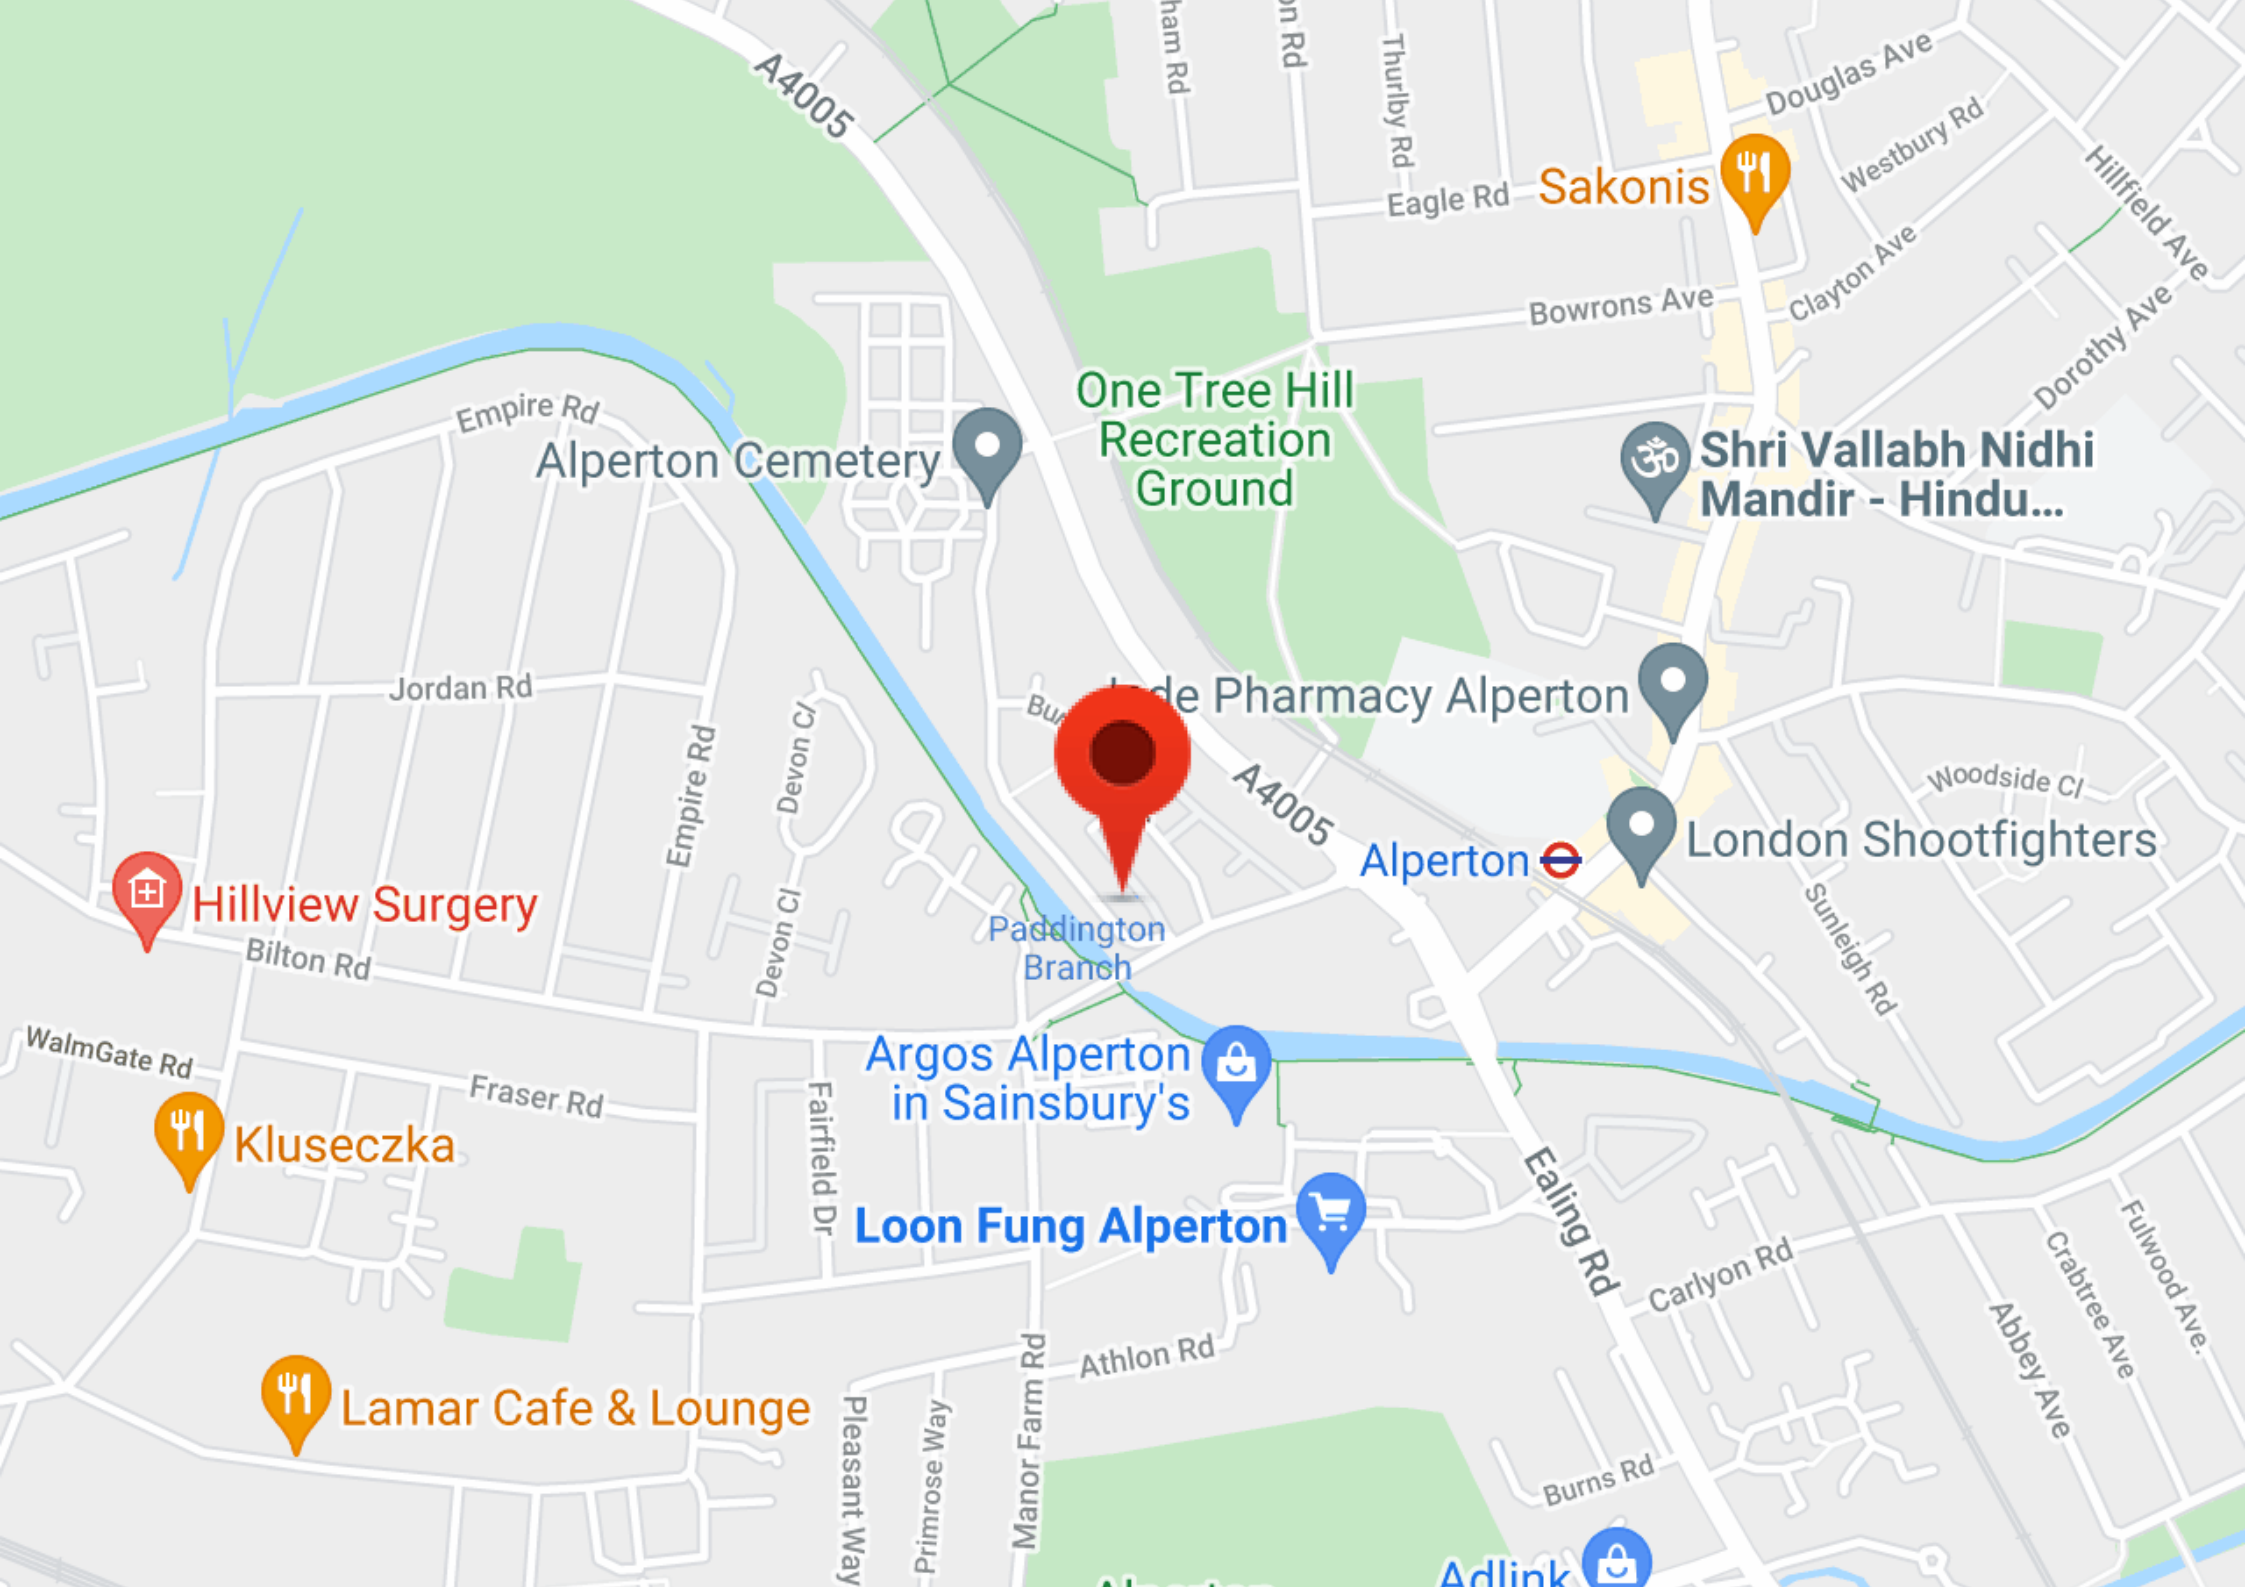 A4005
ham Rd
on Rd
Thurlby Rd
Douglas Ave
Westbury Rd
Hillfield Ave
Sakonis
Eagle Rd
Clayton Ave
Bowrons Ave
Dorothy Ave
One Tree Hill
Recreation
Ground
Empire Rd
Alperton Cemetery
Shri Vallabh Nidhi
Mandir - Hindu...
Jordan Rd
Pharmacy Alperton
Devon Cl
Empire Rd
A4005
Woodside Cl
London Shootfighters
Alperton
Hillview Surgery
Sunleigh Rd
Paddington
Branch
Bilton Rd
Devon Cl
WalmGate Rd
Argos Alperton
in Sainsbury's
Fraser Rd
Fairfield Dr
Kluseczka
Loon Fung Alperton
Ealing Rd
Carlyon Rd
Fulwood Ave.
Crabtree Ave
Abbey Ave
Athlon Rd
Manor Farm Rd
Lamar Cafe & Lounge
Pleasant Way
Primrose Way
Burns Rd
Adlink